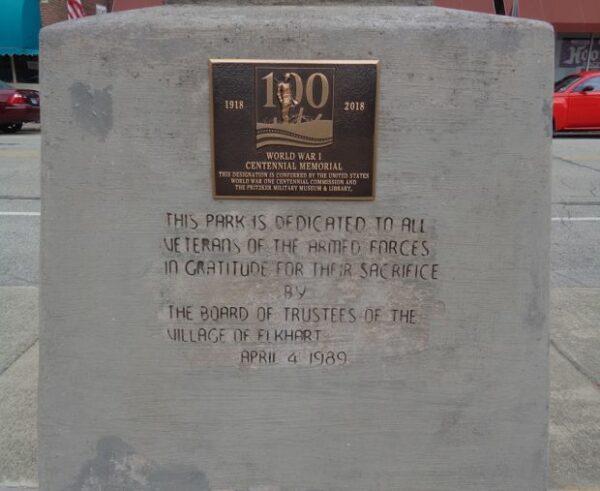 100
1918 2018
WORLD WAR I
CENTENNIAL MEMORIAL
THIS DESIGNATION IS CONFERRED BY THE UNITED STATES
WORLD WAR ONE CENTENNIAL COMMISSION AND
THE PRITZKER MILITARY MUSEUM & LIBRARY.
THIS PARK IS DEDICATED TO ALL
VETERANS OF THE ARMED FORCES
IN GRATITUDE FOR THEIR SACRIFICE
BY
THE BOARD OF TRUSTEES OF THE
VILLAGE OF ELKHART
APRIL 4 1989